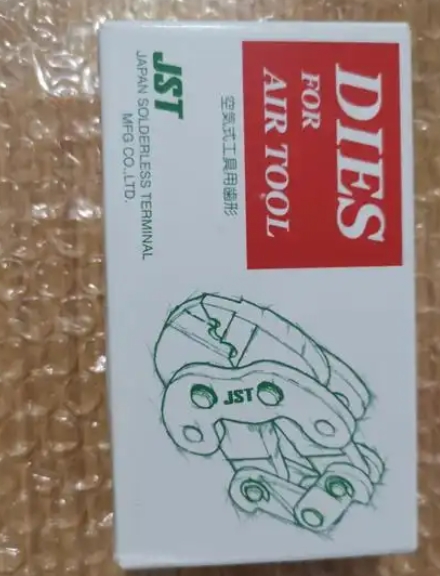 DIES
FOR
AIR TOOL
空気式工具用歯形
JST
JAPAN SOLDERLESS TERMINAL
MFG CO.,LTD.
JST